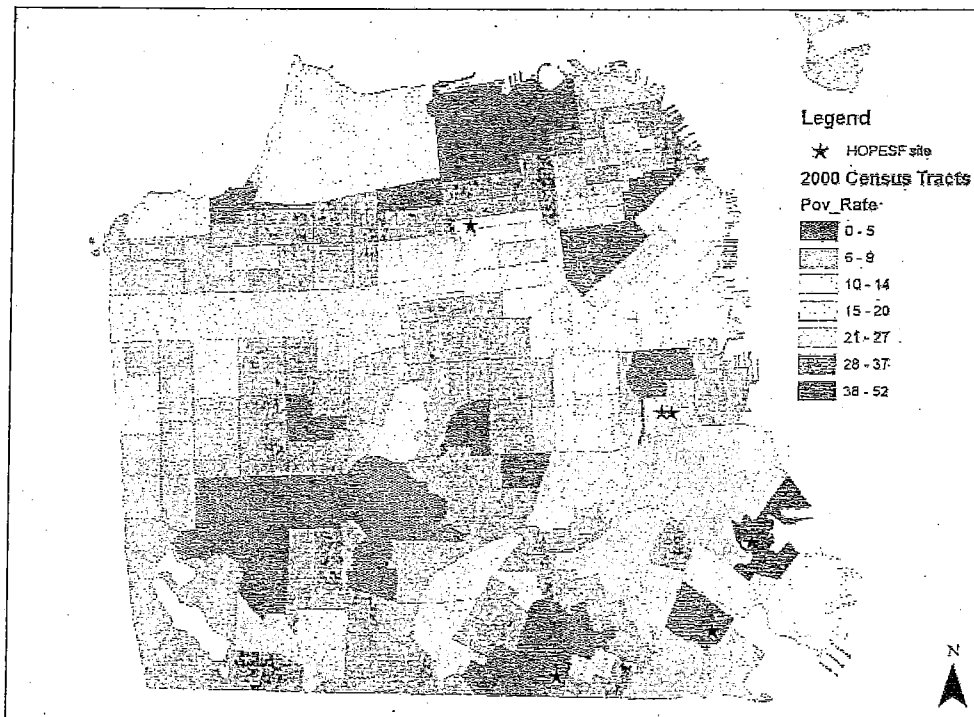 Legend
HOPESF site
2000 Census Tracts
Pov_Rate
0 - 5
6 - 9
10 - 14
15 - 20
21 - 27
28 - 37
38 - 52
N